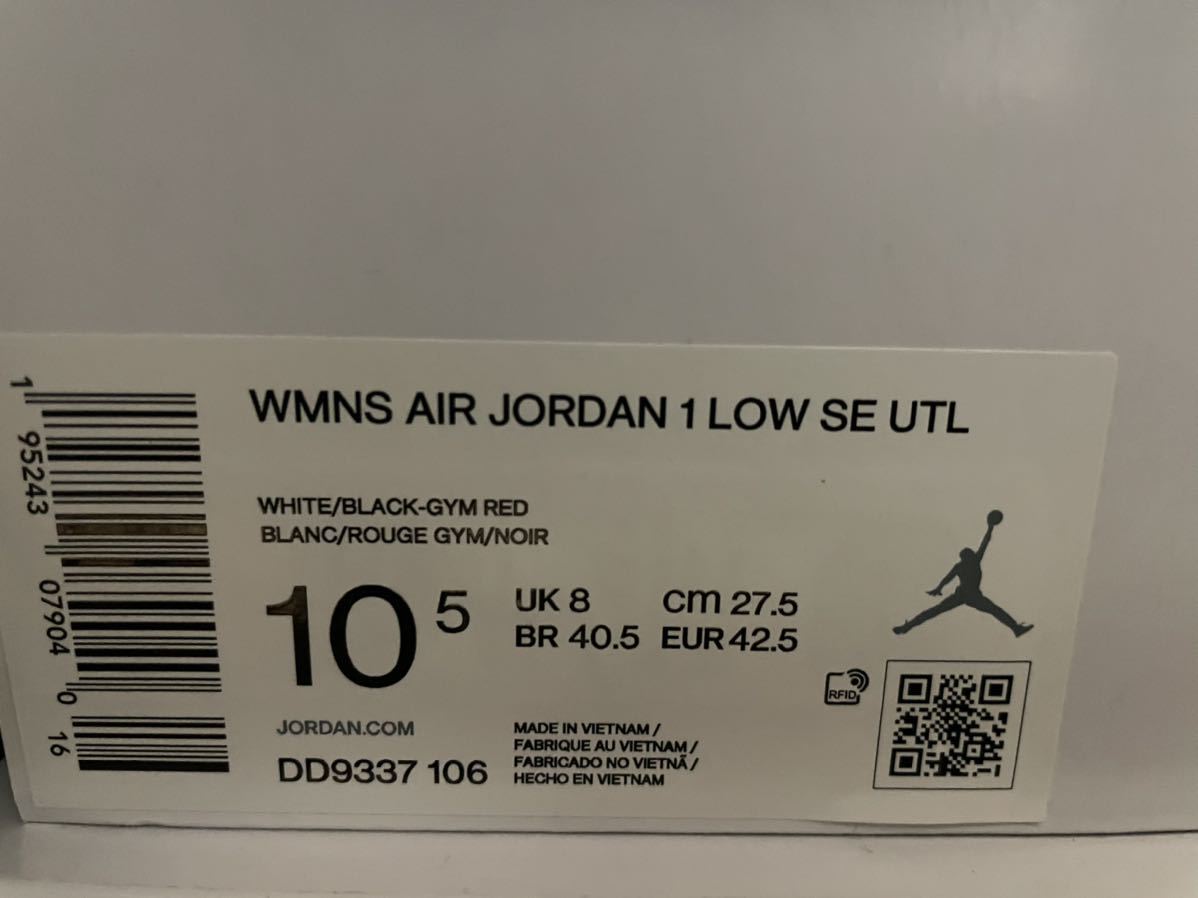 WMNS AIR JORDAN 1 LOW SE UTL
WHITE/BLACK-GYM RED
BLANC/ROUGE GYM/NOIR
10 5
UK 8 cm 27.5
BR 40.5 EUR 42.5
RFID
JORDAN.COM
DD9337 106
MADE IN VIETNAM /
FABRIQUE AU VIETNAM /
FABRICADO NO VIETNÃ /
HECHO EN VIETNAM
1 95243 07904 0 16